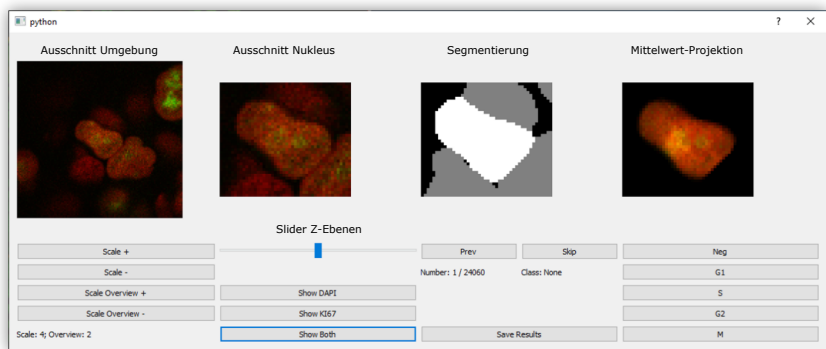 python ? ×
Ausschnitt Umgebung Ausschnitt Nukleus Segmentierung Mittelwert-Projektion
Slider Z-Ebenen
Scale + Prev Skip Neg
Scale - Number: 1 / 24060 Class: None G1
Scale Overview + Show DAPI S
Scale Overview - Show KI67 G2
Scale: 4; Overview: 2 Show Both Save Results M